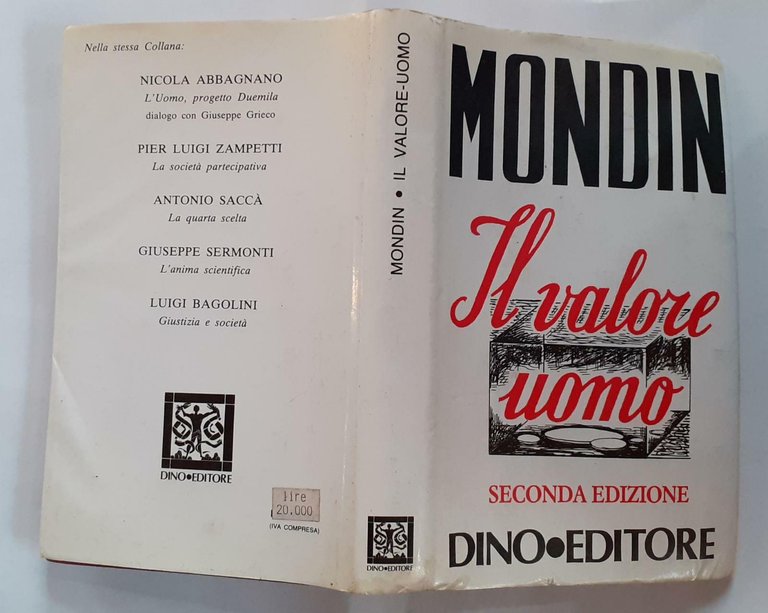 Nella stessa Collana:
NICOLA ABBAGNANO
L'Uomo, progetto Duemila
dialogo con Giuseppe Grieco
PIER LUIGI ZAMPETTI
La società partecipativa
ANTONIO SACCÀ
La quarta scelta
GIUSEPPE SERMONTI
L'anima scientifica
LUIGI BAGOLINI
Giustizia e società
DINO●EDITORE
lire
20.000
(IVA COMPRESA)
MONDIN ● IL VALORE-UOMO
DINO●EDITORE
MONDIN
Il valore
uomo
SECONDA EDIZIONE
DINO●EDITORE